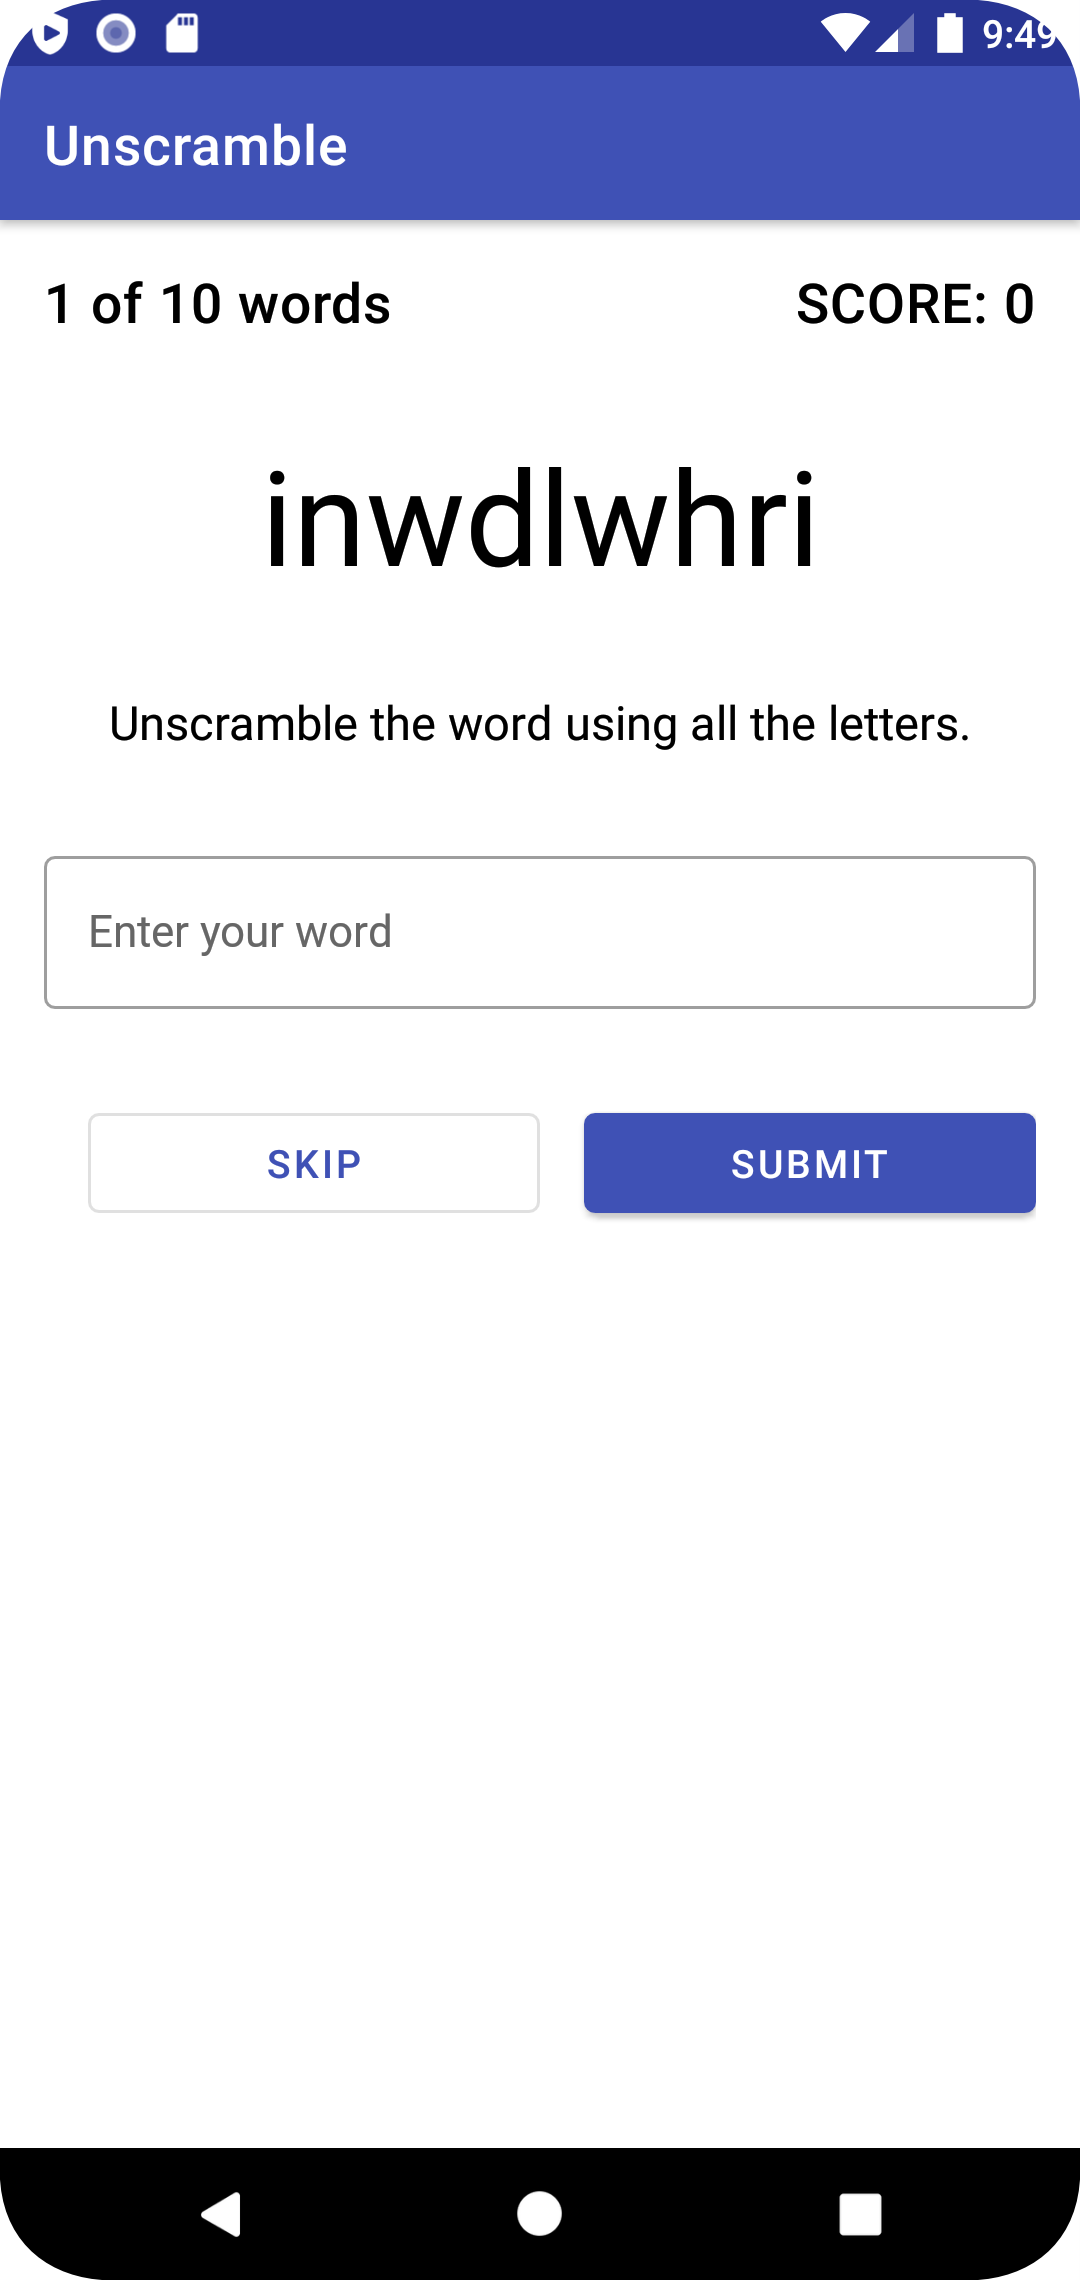 9:49
Unscramble
1 of 10 words
SCORE: 0
inwdlwhri
Unscramble the word using all the letters.
Enter your word
SKIP
SUBMIT